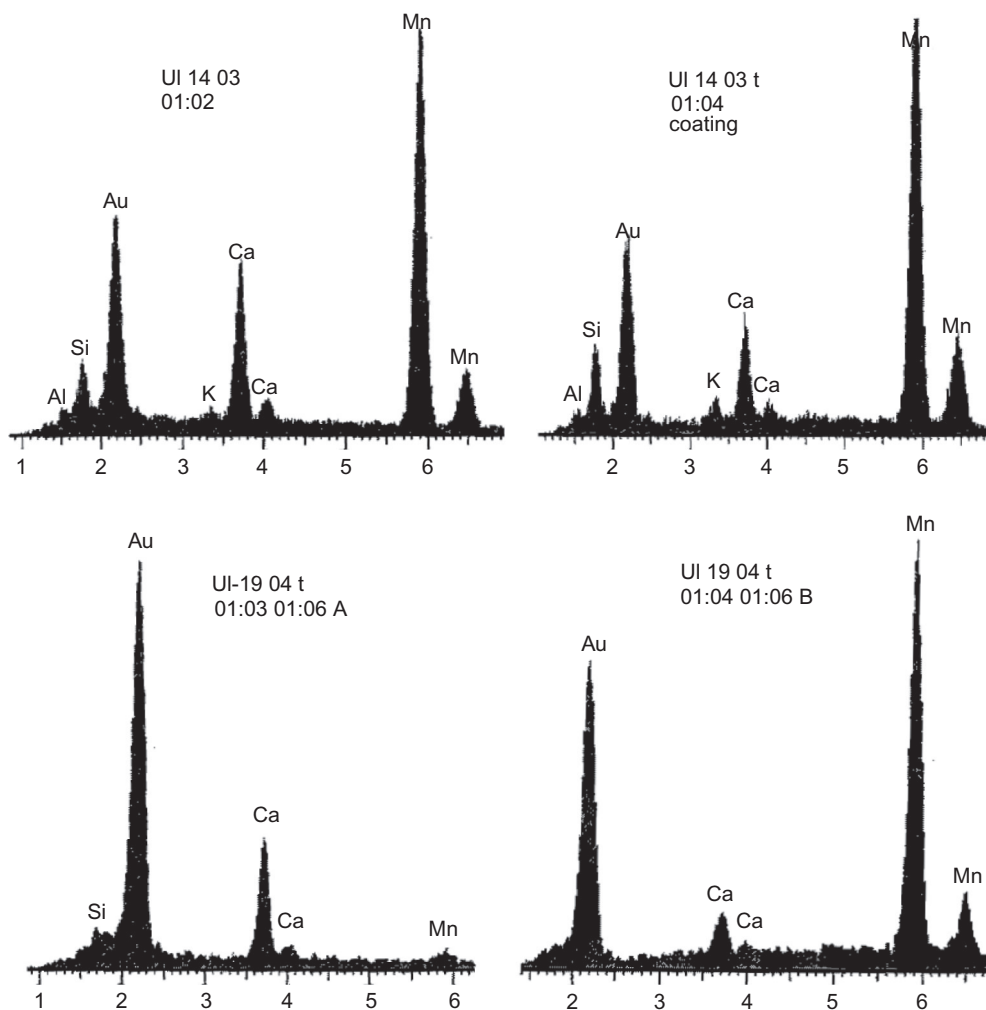 Mn
Ul 14 03
01:02
Au
Ca
Si
Mn
Al
K
Ca
1 2 3 4 5 6
Mn
Ul 14 03 t
01:04
coating
Au
Ca
Si
Mn
Al
K
Ca
2 3 4 5 6
Au
Ul-19 04 t
01:03 01:06 A
Ca
Si
Ca
Mn
1 2 3 4 5 6
Mn
Ul 19 04 t
01:04 01:06 B
Au
Ca
Ca
Mn
2 3 4 5 6